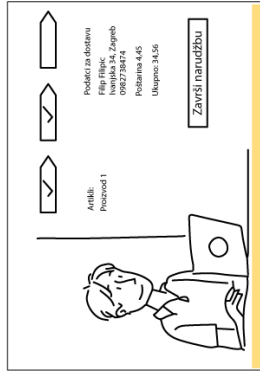 Artikli:
Proizvod 1
Podatci za dostavu
Filip Filipic
Ivanjska 34, Zagreb
0982738474
Poštarina 4,45
Ukupno: 34,56
Završi narudžbu